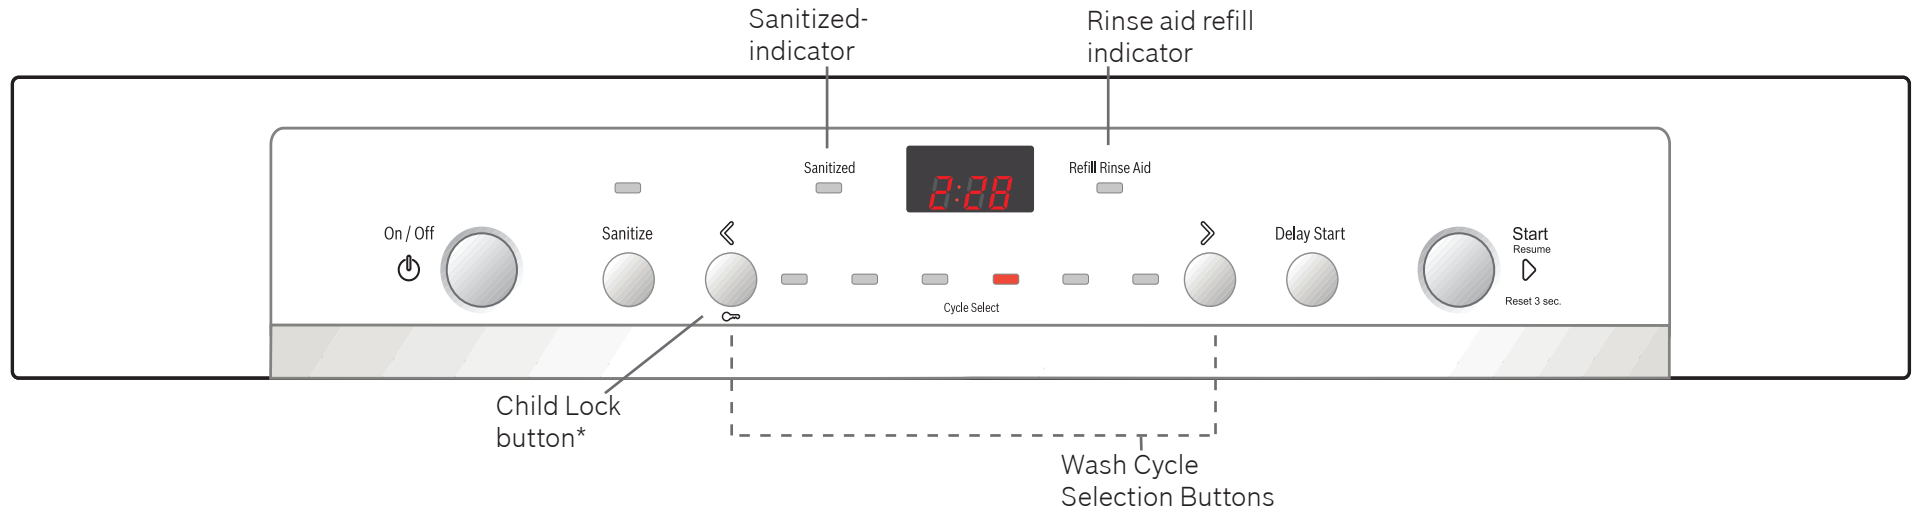 Sanitized-
indicator
Rinse aid refill
indicator
Sanitized
2:28
Refill Rinse Aid
On / Off
Sanitize
Delay Start
Start
Resume
Reset 3 sec.
Cycle Select
Child Lock
button*
Wash Cycle
Selection Buttons